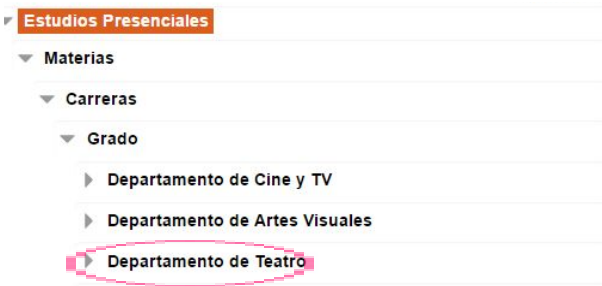 Estudios Presenciales
Materias
Carreras
Grado
Departamento de Cine y TV
Departamento de Artes Visuales
Departamento de Teatro